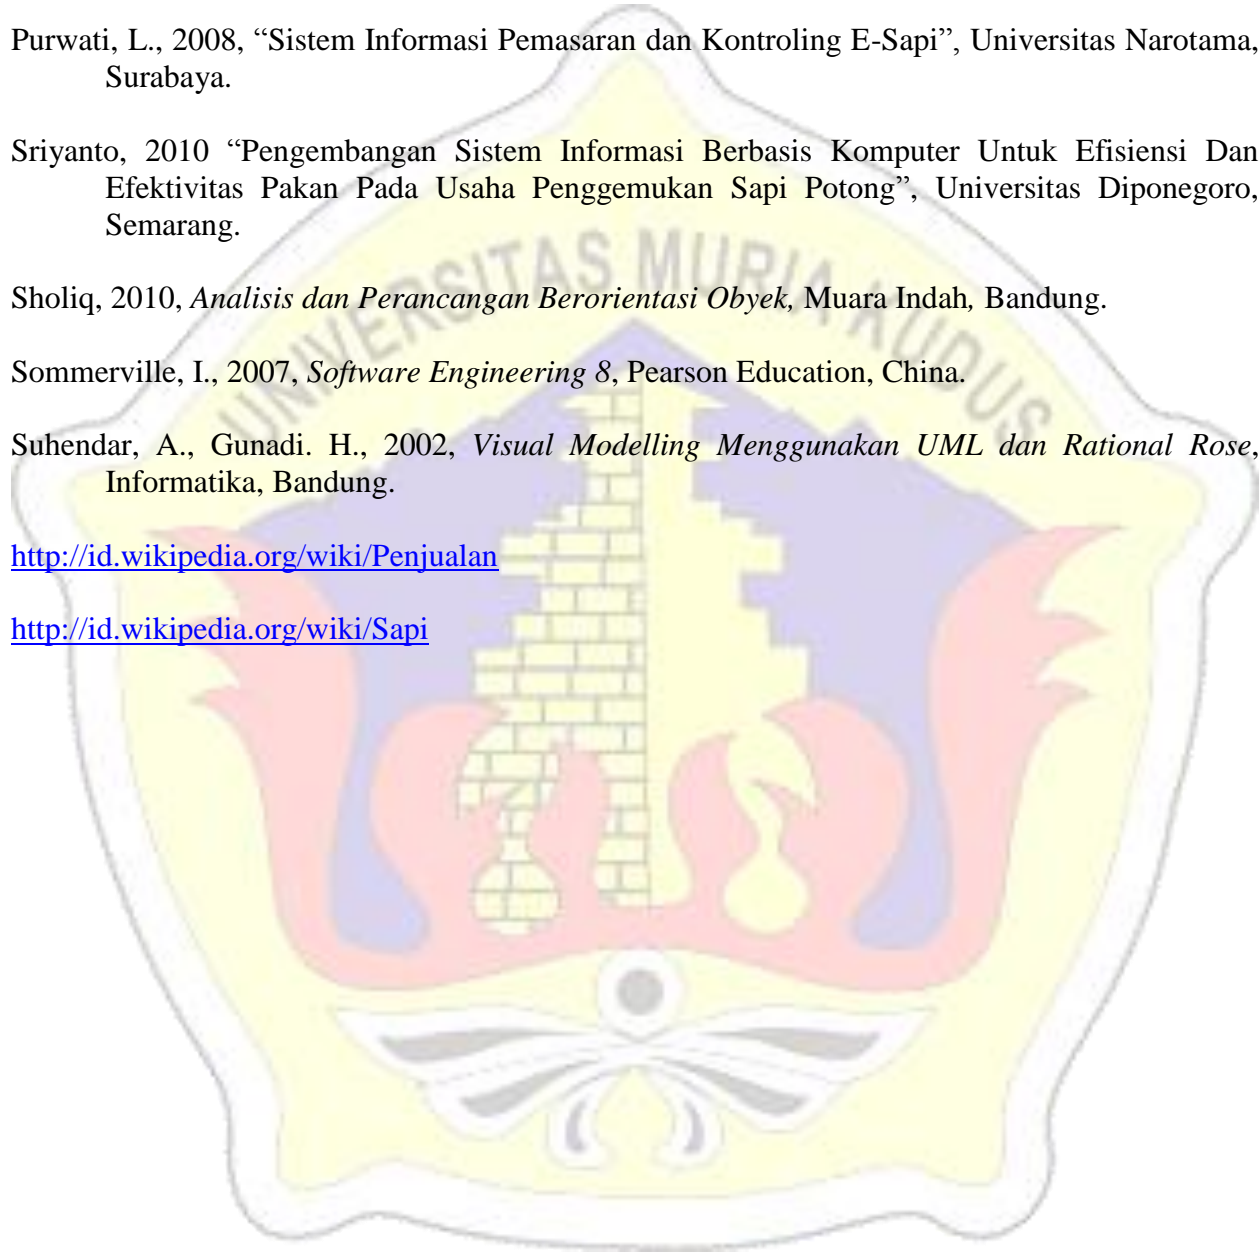 Purwati, L., 2008, “Sistem Informasi Pemasaran dan Kontroling E-Sapi”, Universitas Narotama,
Surabaya.
Sriyanto, 2010 “Pengembangan Sistem Informasi Berbasis Komputer Untuk Efisiensi Dan
Efektivitas Pakan Pada Usaha Penggemukan Sapi Potong”, Universitas Diponegoro,
Semarang.
UNIVERSITAS MURIA KUDUS
Sholiq, 2010, Analisis dan Perancangan Berorientasi Obyek, Muara Indah, Bandung.
Sommerville, I., 2007, Software Engineering 8, Pearson Education, China.
Suhendar, A., Gunadi. H., 2002, Visual Modelling Menggunakan UML dan Rational Rose,
Informatika, Bandung.
http://id.wikipedia.org/wiki/Penjualan
http://id.wikipedia.org/wiki/Sapi